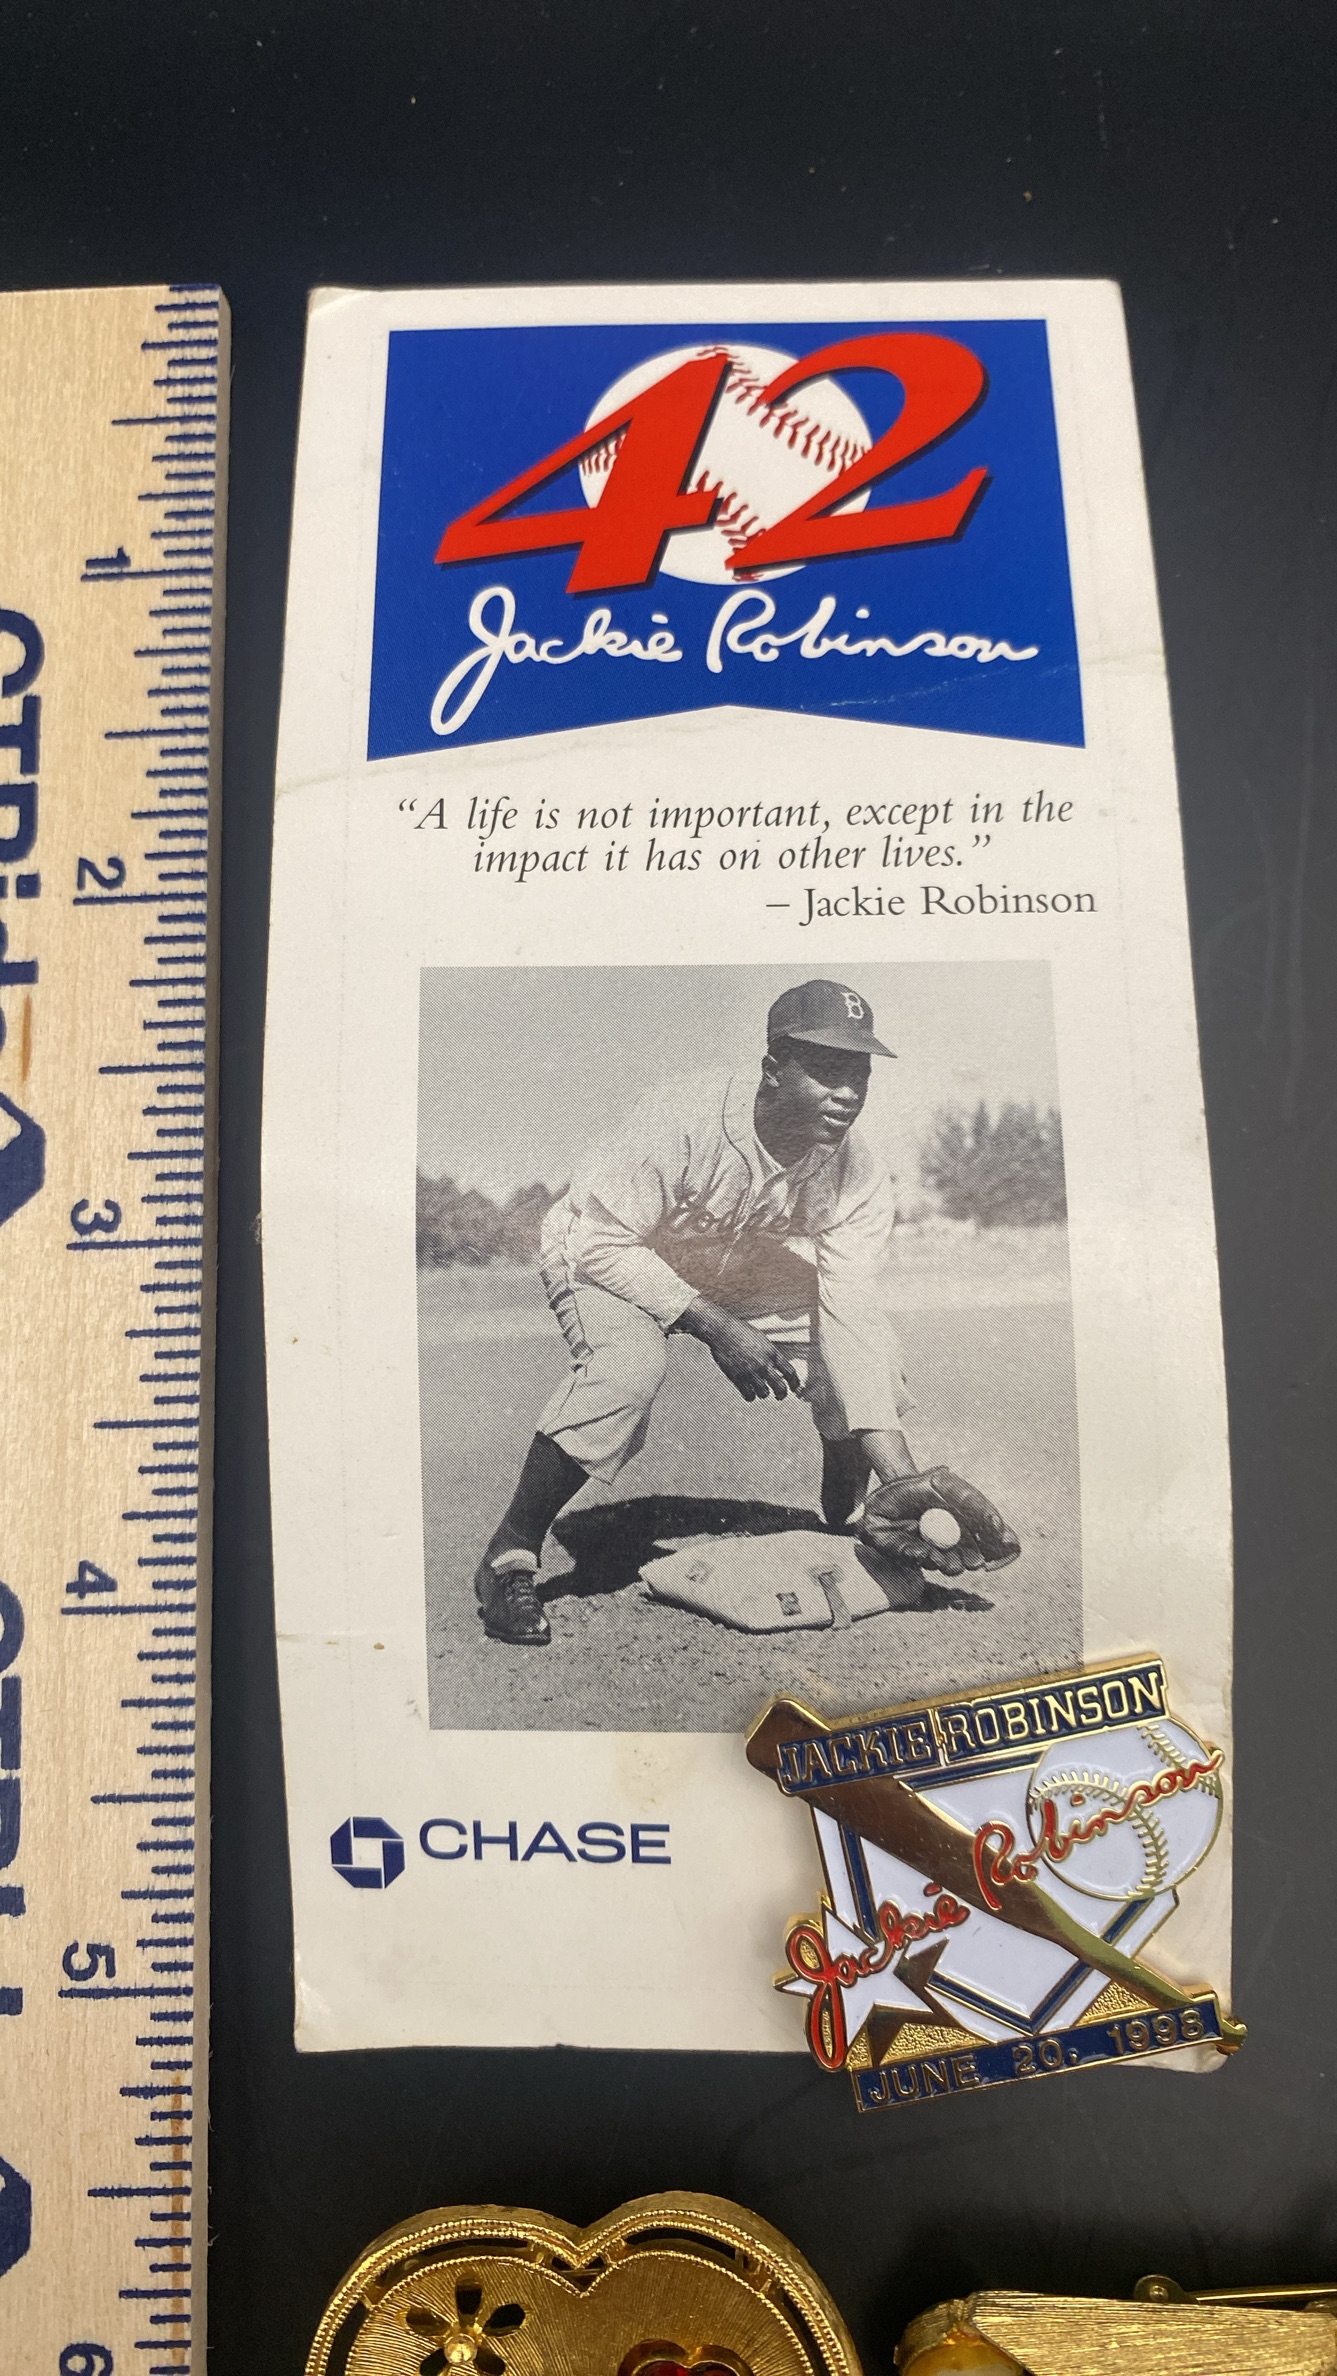 42
Jackie Robinson
"A life is not important, except in the
impact it has on other lives."
– Jackie Robinson
B
Dodgers
CHASE
JACKIE ROBINSON
Jackie Robinson
JUNE 20, 1998
1
2
3
4
5
6